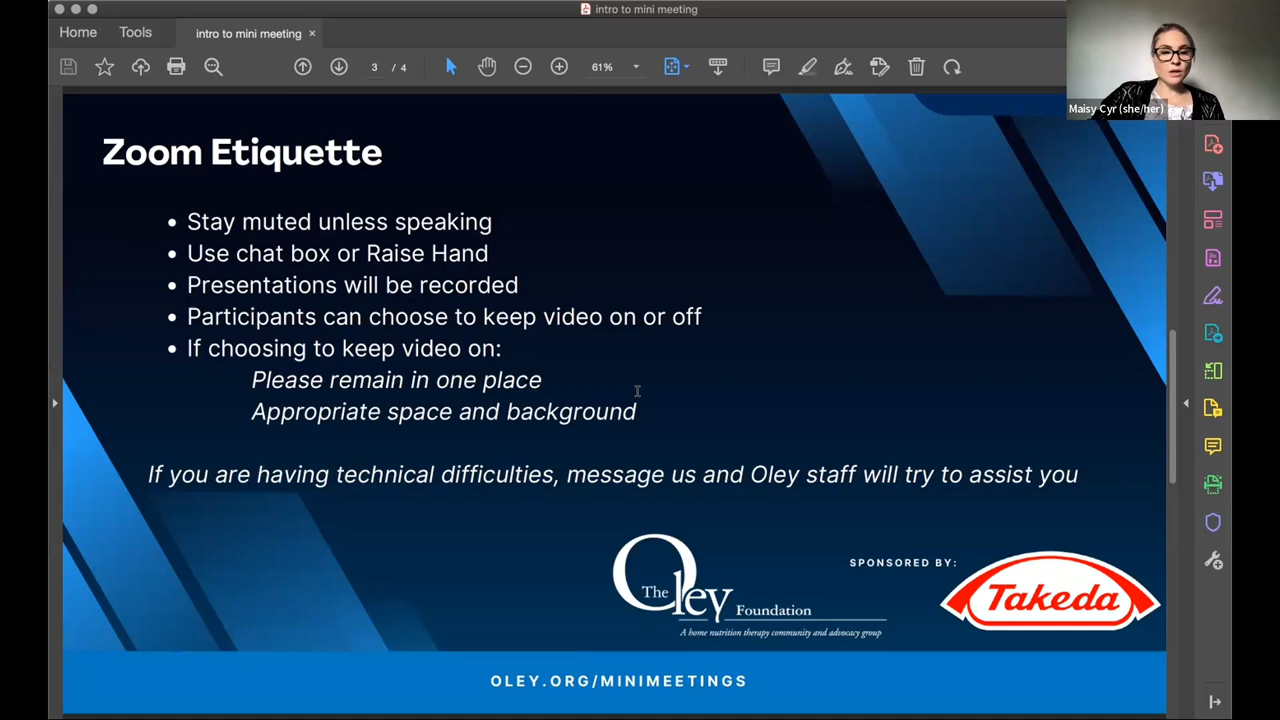 intro to mini meeting
Home
Tools
intro to mini meeting ×
3 / 4
61%
Maisy Cyr (she/her)
Zoom Etiquette
• Stay muted unless speaking
• Use chat box or Raise Hand
• Presentations will be recorded
• Participants can choose to keep video on or off
• If choosing to keep video on:
Please remain in one place
Appropriate space and background
If you are having technical difficulties, message us and Oley staff will try to assist you
The Oley Foundation
A home nutrition therapy community and advocacy group
SPONSORED BY:
Takeda
OLEY.ORG/MINIMEETINGS